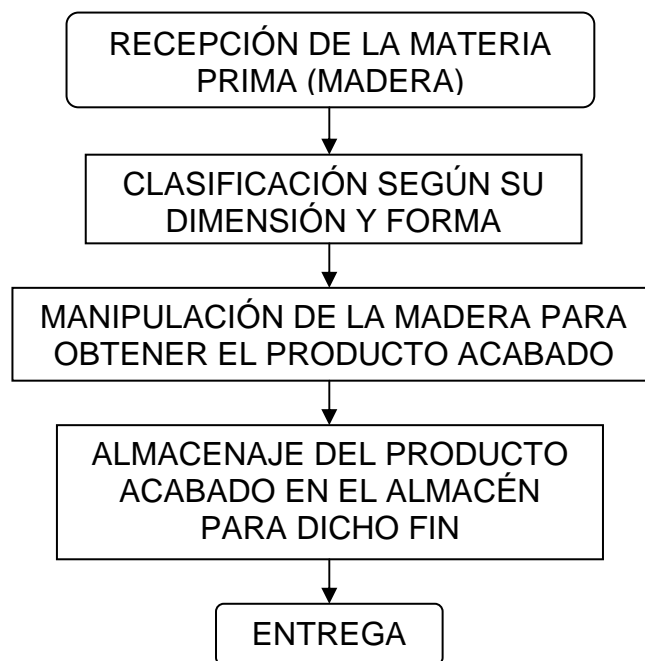 RECEPCIÓN DE LA MATERIA
PRIMA (MADERA)
CLASIFICACIÓN SEGÚN SU
DIMENSIÓN Y FORMA
MANIPULACIÓN DE LA MADERA PARA
OBTENER EL PRODUCTO ACABADO
ALMACENAJE DEL PRODUCTO
ACABADO EN EL ALMACÉN
PARA DICHO FIN
ENTREGA